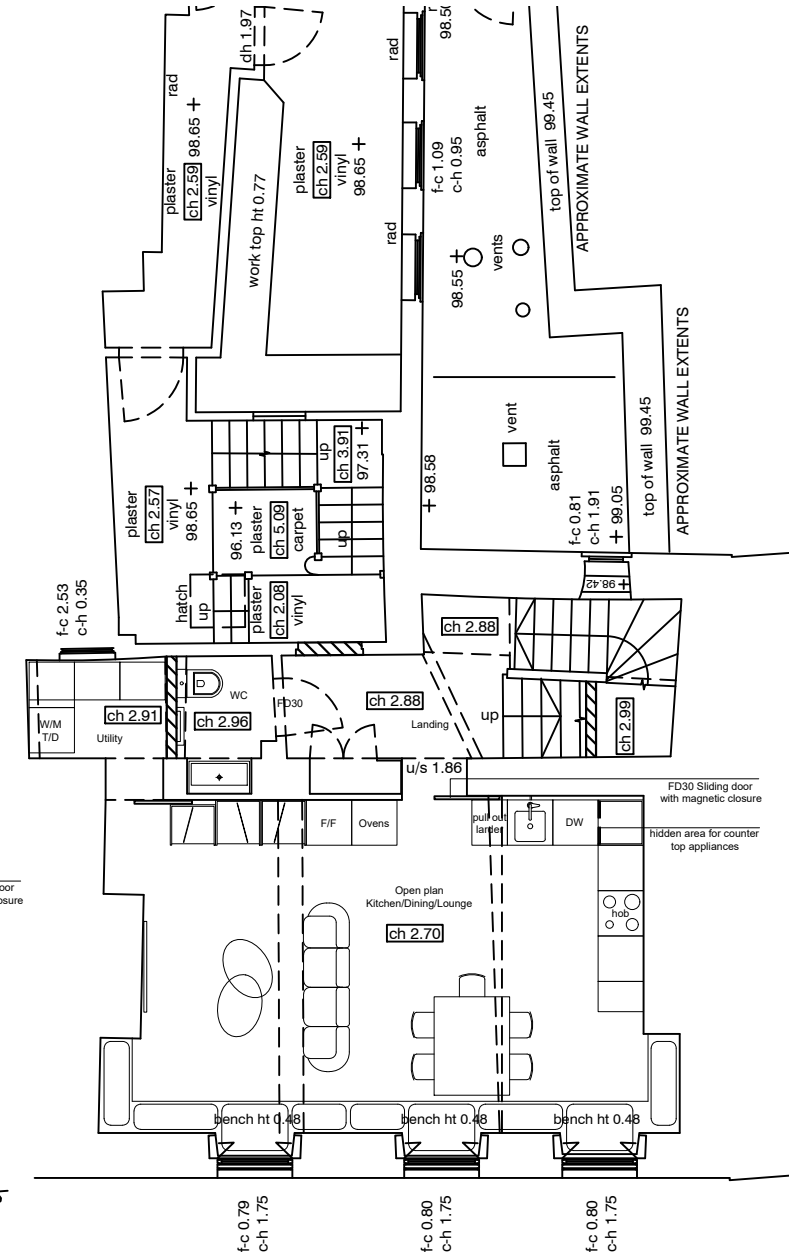 dh 1.97
rad
98.65
plaster
ch 2.59
vinyl
work top ht 0.77
plaster
ch 2.59
vinyl
98.65
rad
rad
98.50
f-c 1.09
c-h 0.95
asphalt
98.55
vents
top of wall 99.45
APPROXIMATE WALL EXTENTS
top of wall 99.45
APPROXIMATE WALL EXTENTS
vent
asphalt
98.58
f-c 0.81
c-h 1.91
99.05
98.42
up
ch 3.91
97.31
plaster
ch 2.57
vinyl
98.65
96.13
plaster
ch 5.09
carpet
up
hatch
up
plaster
ch 2.08
vinyl
f-c 2.53
c-h 0.35
ch 2.88
ch 2.91
W/M
T/D
Utility
WC
ch 2.96
FD30
ch 2.88
Landing
up
ch 2.99
u/s 1.86
FD30 Sliding door
with magnetic closure
F/F
Ovens
pull out
larder
DW
hidden area for counter
top appliances
oor
osure
Open plan
Kitchen/Dining/Lounge
ch 2.70
hob
bench ht 0.48
bench ht 0.48
bench ht 0.48
f-c 0.79
c-h 1.75
f-c 0.80
c-h 1.75
f-c 0.80
c-h 1.75